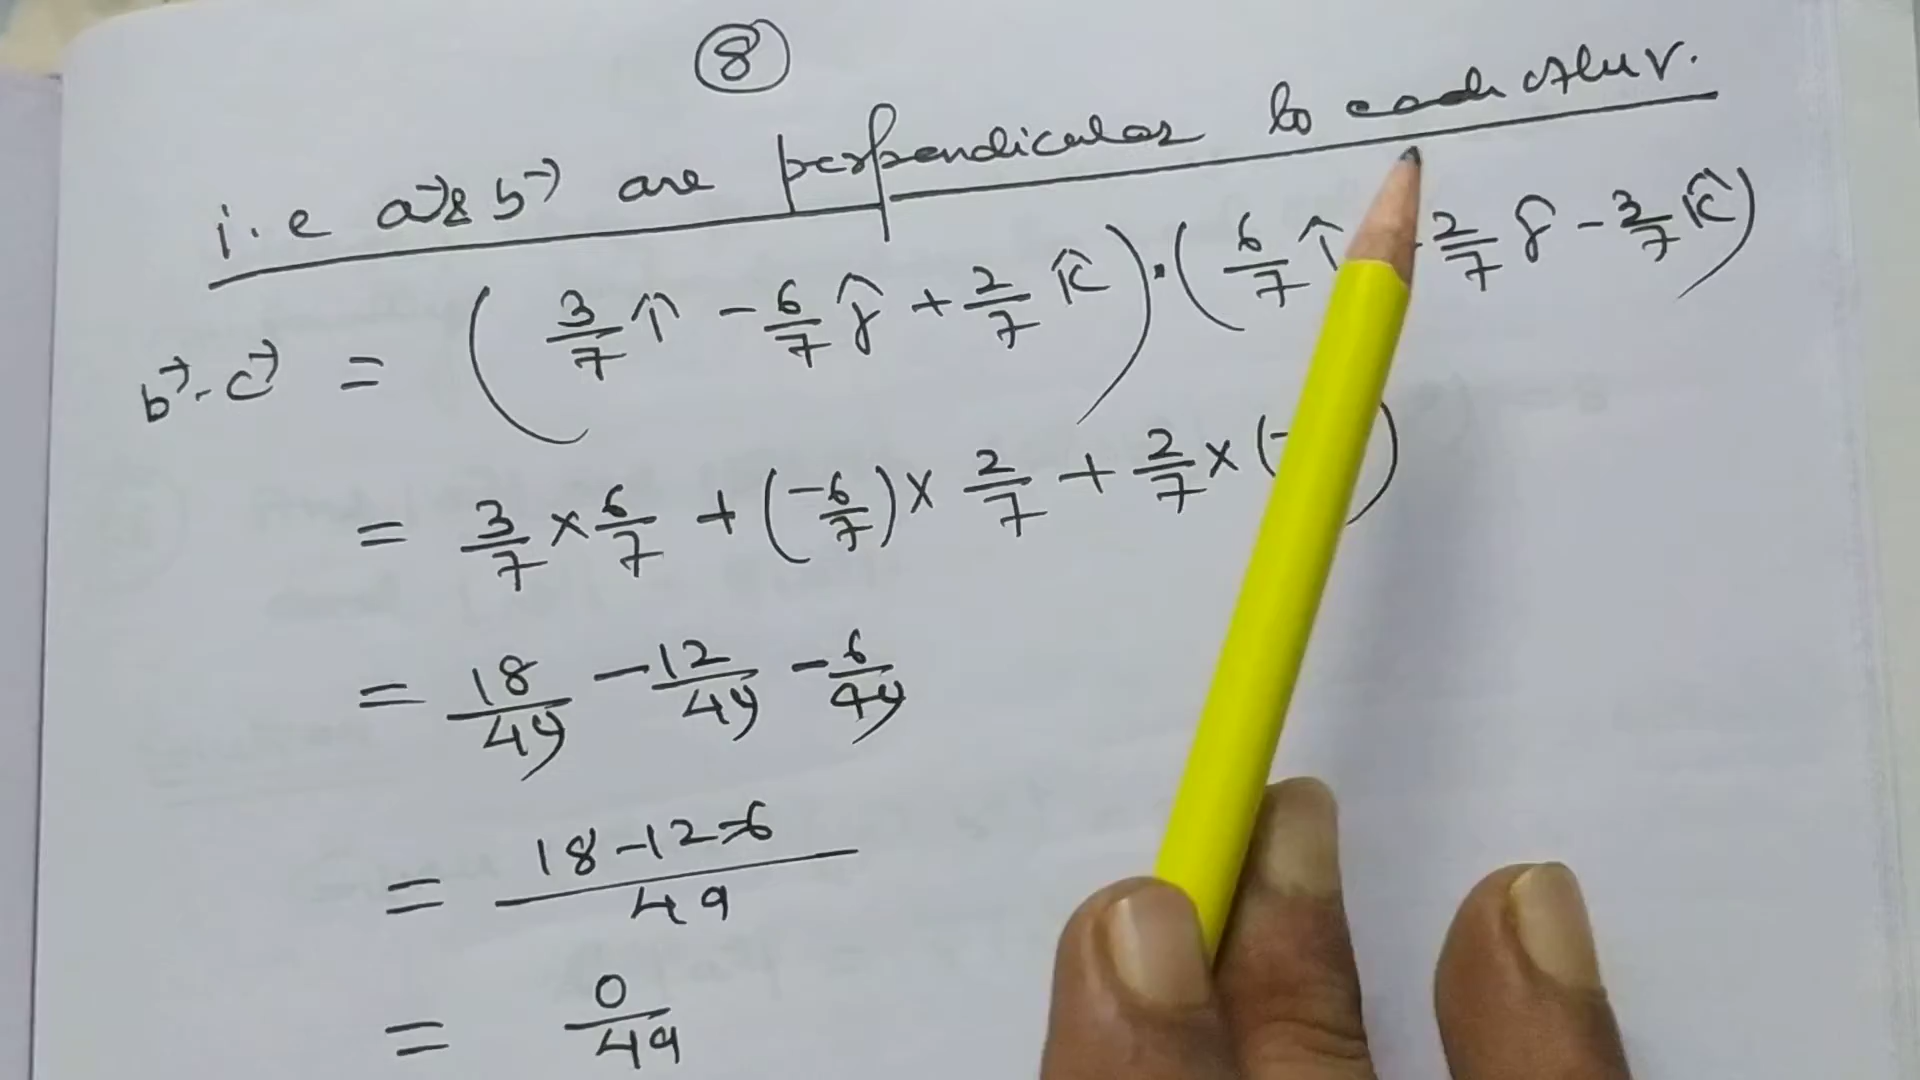 8
i.e a⃗ & b⃗ are perpendicular to each other.
b⃗ . c⃗ = ( 3/7 î - 6/7 ĵ + 2/7 k̂ ) . ( 6/7 î 2/7 ĵ - 3/7 k̂ )
= 3/7 × 6/7 + (-6/7) × 2/7 + 2/7 × (- )
= 18/49 - 12/49 - 6/49
= 18-12-6/49
= 0/49